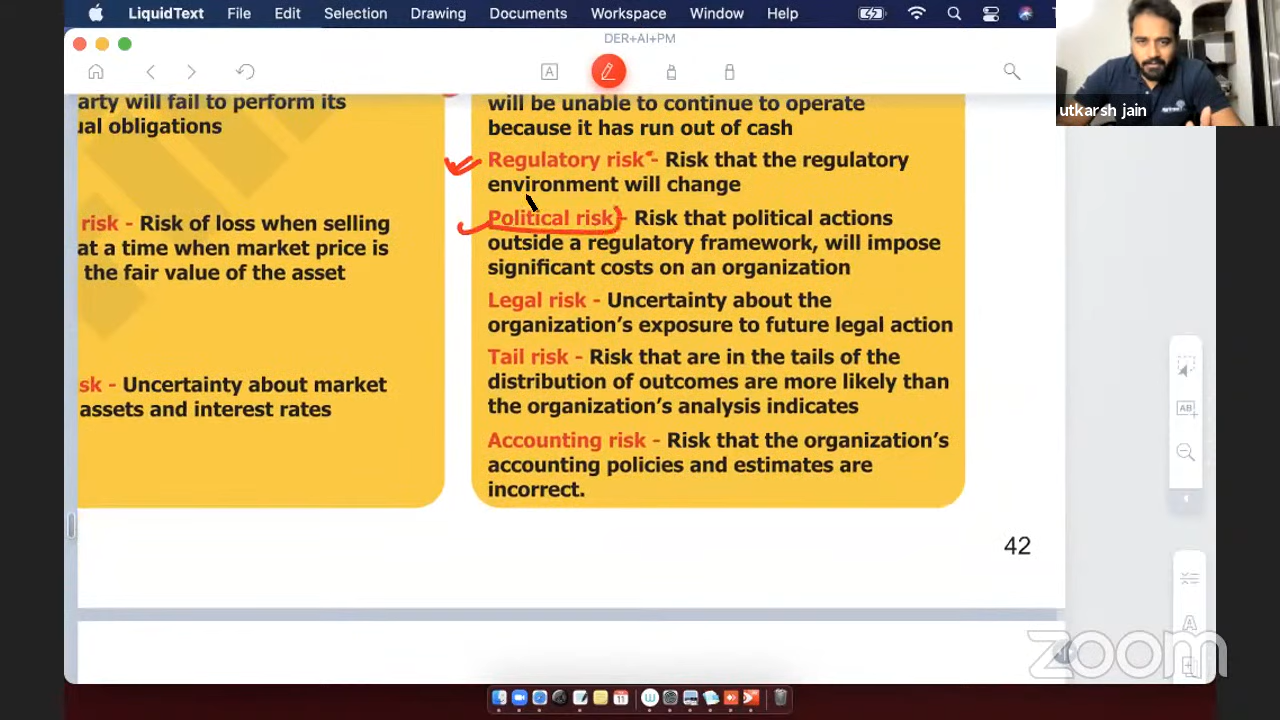 LiquidText File Edit Selection Drawing Documents Workspace Window Help
DER+AI+PM
A
utkarsh jain
arty will fail to perform its
ual obligations
risk - Risk of loss when selling
at a time when market price is
the fair value of the asset
sk - Uncertainty about market
assets and interest rates
will be unable to continue to operate
because it has run out of cash
Regulatory risk - Risk that the regulatory
environment will change
Political risk - Risk that political actions
outside a regulatory framework, will impose
significant costs on an organization
Legal risk - Uncertainty about the
organization's exposure to future legal action
Tail risk - Risk that are in the tails of the
distribution of outcomes are more likely than
the organization's analysis indicates
Accounting risk - Risk that the organization's
accounting policies and estimates are
incorrect.
42
AB
A
zoom
11